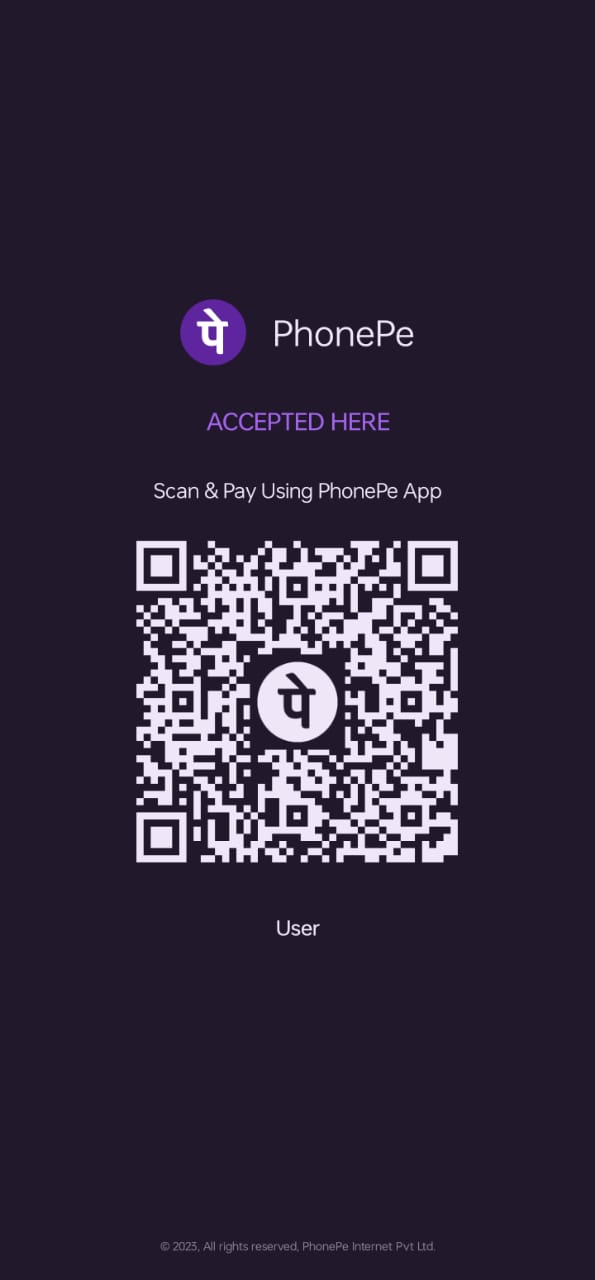 पे PhonePe
ACCEPTED HERE
Scan & Pay Using PhonePe App
पे
User
© 2023, All rights reserved, PhonePe Internet Pvt Ltd.